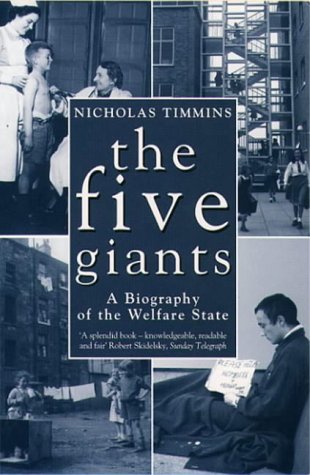 NICHOLAS TIMMINS
the
five
giants
A Biography
of the Welfare State
'A splendid book – knowledgeable, readable
and fair' Robert Skidelsky, Sunday Telegraph
PLEASE